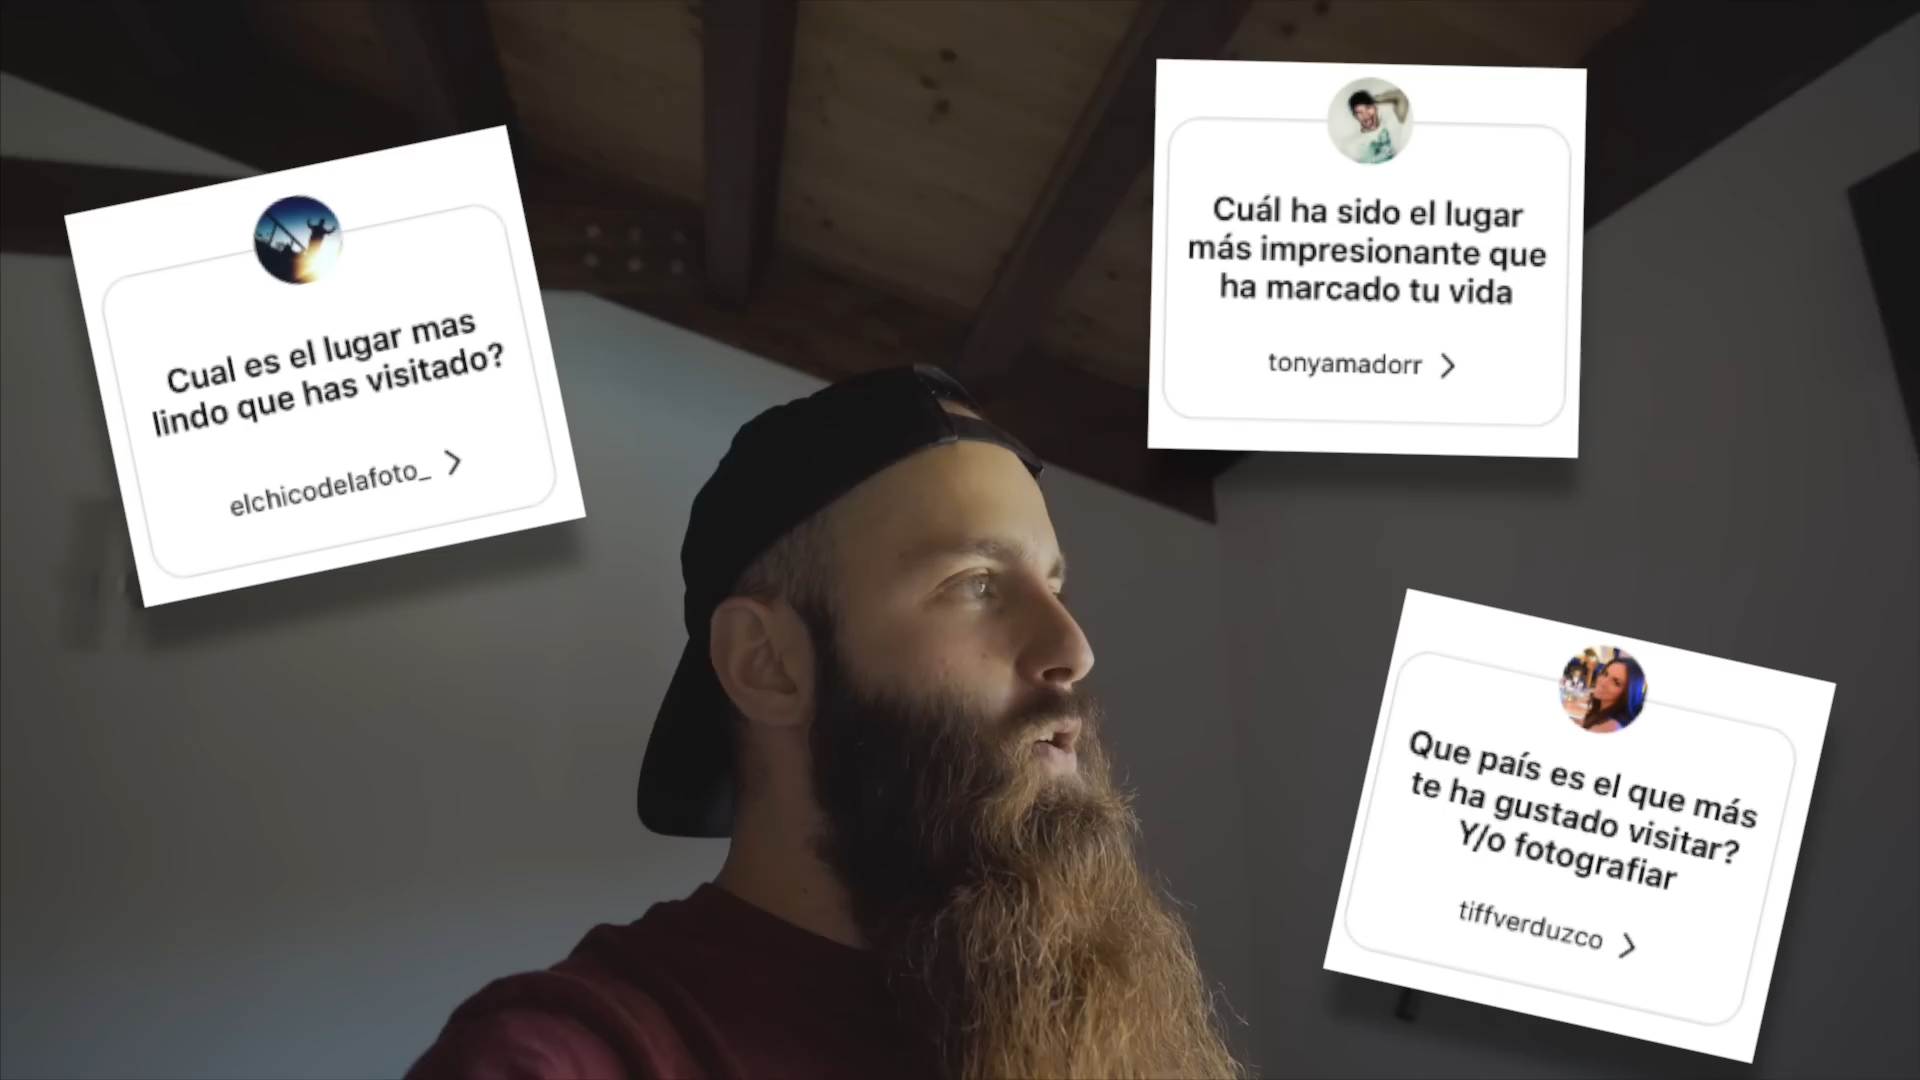 Cual es el lugar mas
lindo que has visitado?
elchicodelafoto_
Cuál ha sido el lugar
más impresionante que
ha marcado tu vida
tonyamadorr
Que país es el que más
te ha gustado visitar?
Y/o fotografiar
tiffverduzco